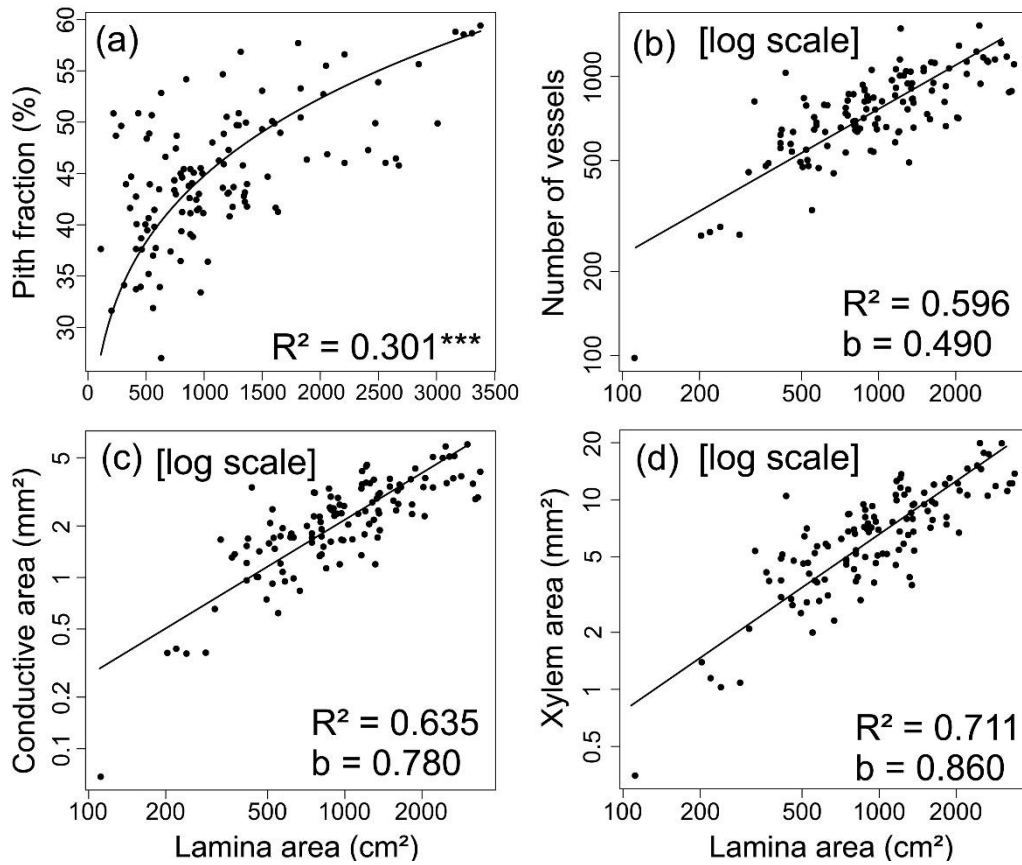 (a)
Pith fraction (%)
60
55
50
45
40
35
30
R² = 0.301***
0 500 1000 1500 2000 2500 3000 3500
(b) [log scale]
Number of vessels
1000
500
200
100
R² = 0.596
b = 0.490
100 200 500 1000 2000
(c) [log scale]
Conductive area (mm²)
5
2
1
0.5
0.2
0.1
R² = 0.635
b = 0.780
100 200 500 1000 2000
Lamina area (cm²)
(d) [log scale]
Xylem area (mm²)
20
10
5
2
1
0.5
R² = 0.711
b = 0.860
100 200 500 1000 2000
Lamina area (cm²)